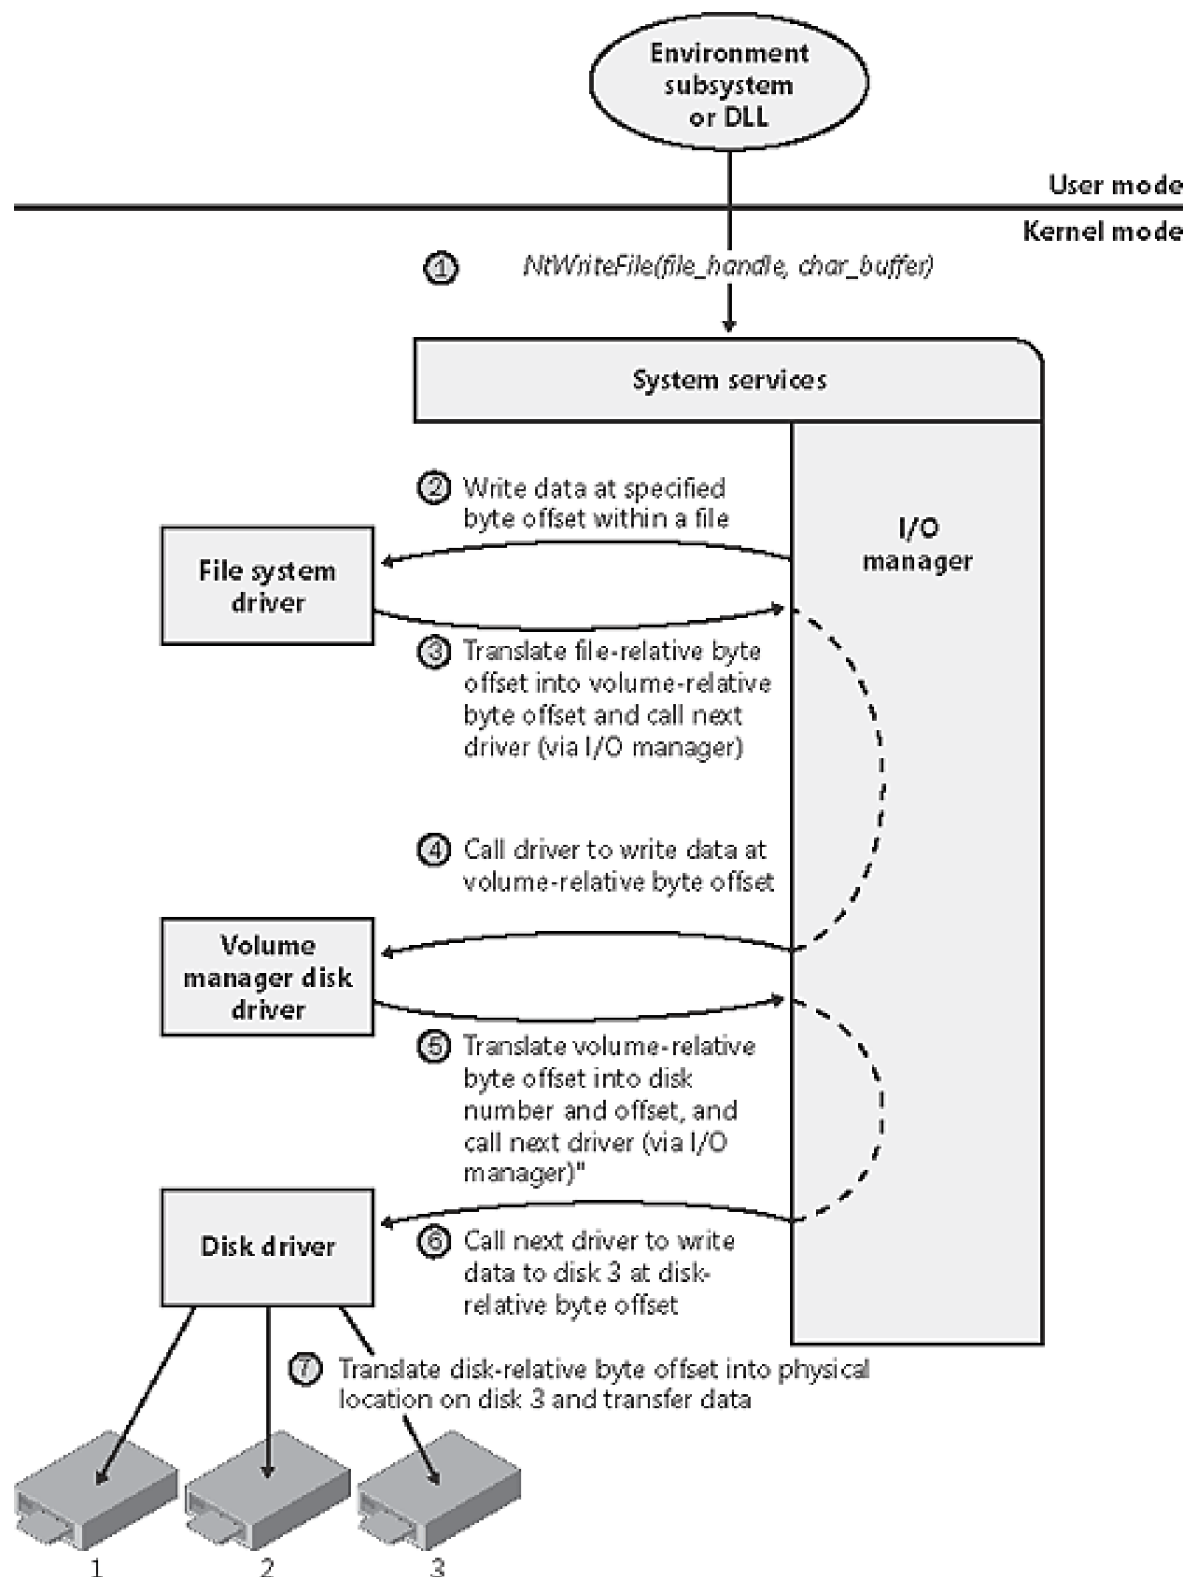 Environment
subsystem
or DLL
User mode
Kernel mode
1 NtWriteFile(file_handle, char_buffer)
System services
2 Write data at specified
byte offset within a file
I/O
manager
File system
driver
3 Translate file-relative byte
offset into volume-relative
byte offset and call next
driver (via I/O manager)
4 Call driver to write data at
volume-relative byte offset
Volume
manager disk
driver
5 Translate volume-relative
byte offset into disk
number and offset, and
call next driver (via I/O
manager)"
Disk driver
6 Call next driver to write
data to disk 3 at disk-
relative byte offset
7 Translate disk-relative byte offset into physical
location on disk 3 and transfer data
1 2 3